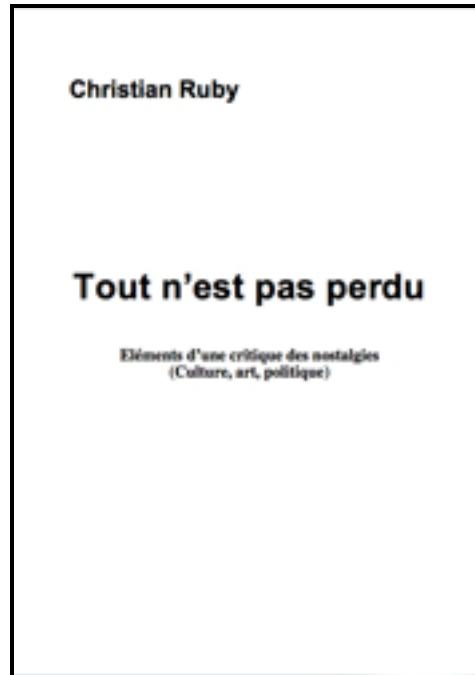 Christian Ruby
Tout n'est pas perdu
Eléments d'une critique des nostalgies
(Culture, art, politique)